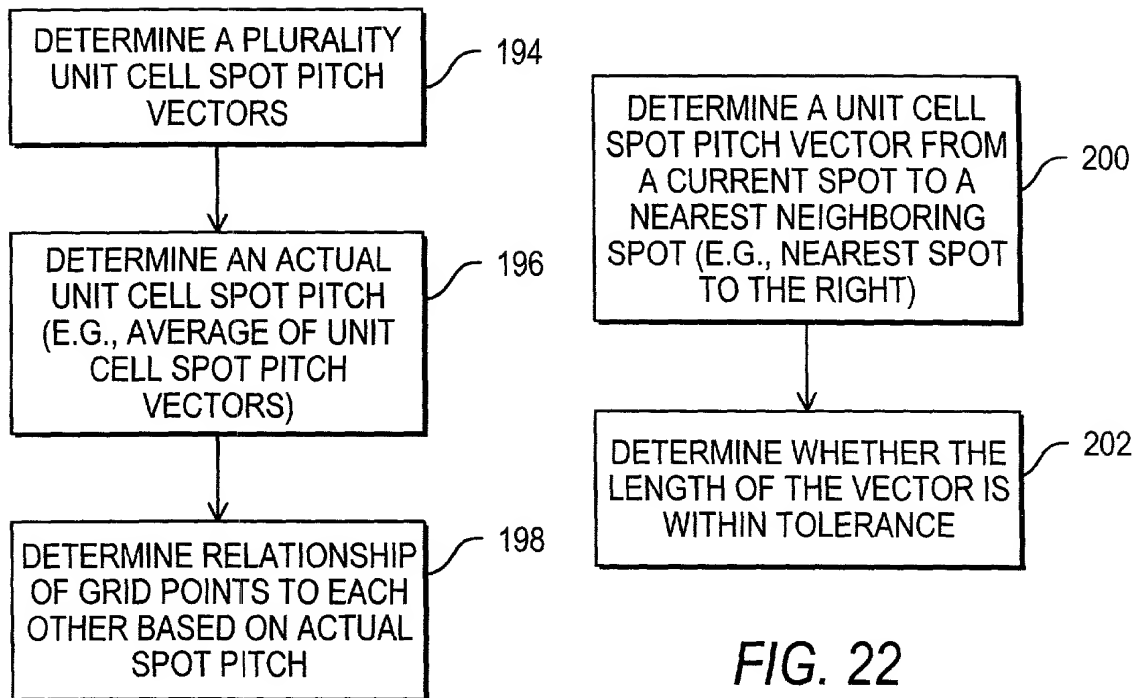 DETERMINE A PLURALITY
UNIT CELL SPOT PITCH
VECTORS
194
DETERMINE AN ACTUAL
UNIT CELL SPOT PITCH
(E.G., AVERAGE OF UNIT
CELL SPOT PITCH
VECTORS)
196
DETERMINE RELATIONSHIP
OF GRID POINTS TO EACH
OTHER BASED ON ACTUAL
SPOT PITCH
198
DETERMINE A UNIT CELL
SPOT PITCH VECTOR FROM
A CURRENT SPOT TO A
NEAREST NEIGHBORING
SPOT (E.G., NEAREST SPOT
TO THE RIGHT)
200
DETERMINE WHETHER THE
LENGTH OF THE VECTOR IS
WITHIN TOLERANCE
202
FIG. 22